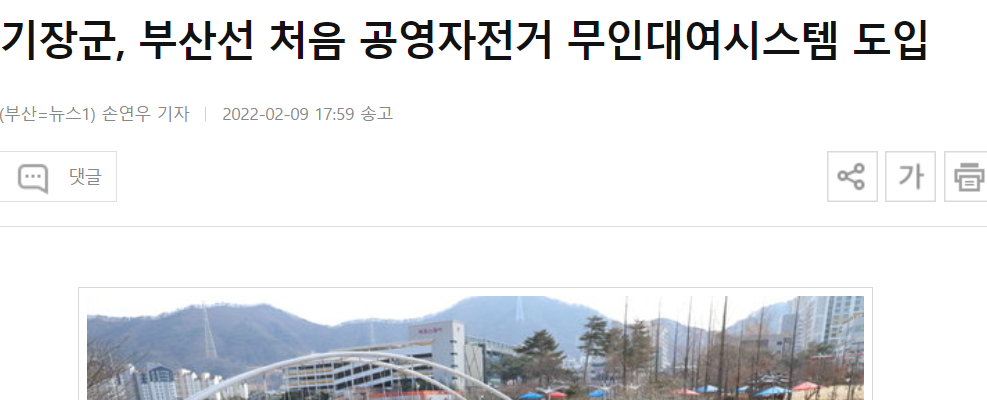 기장군, 부산선 처음 공영자전거 무인대여시스템 도입
(부산=뉴스1) 손연우 기자 | 2022-02-09 17:59 송고
댓글
가